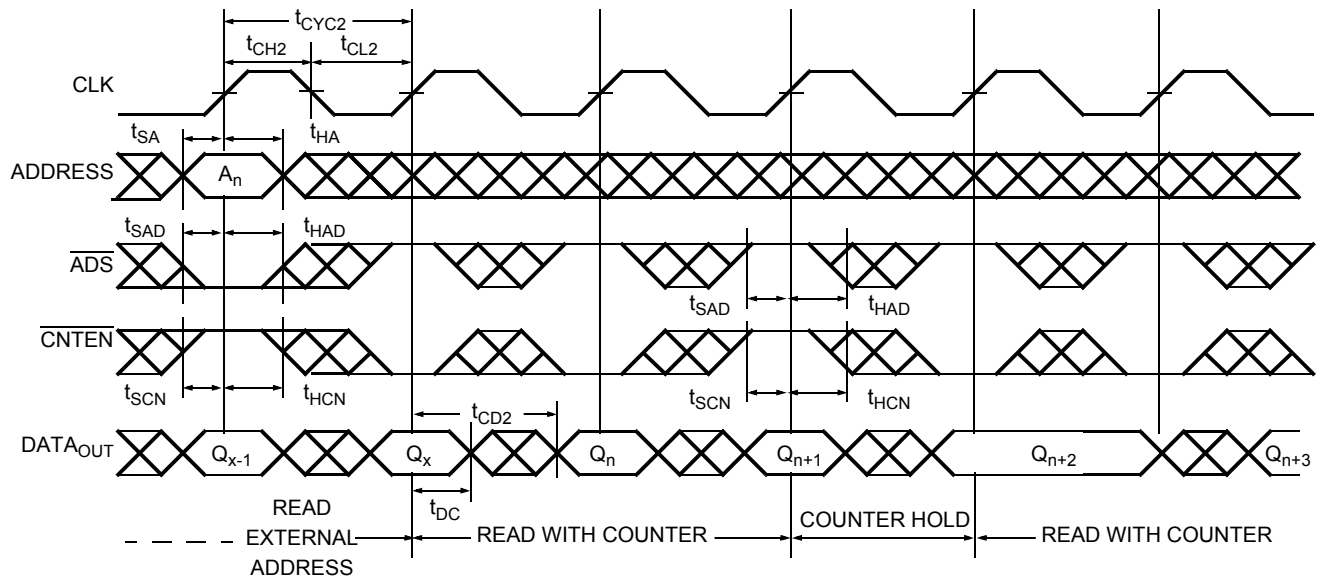 tCYC2
tCH2 tCL2
CLK
tSA tHA
ADDRESS An
tSAD tHAD
ADS
tSAD tHAD
CNTEN
tSCN tHCN tSCN tHCN
tCD2
DATAOUT Qx-1 Qx Qn Qn+1 Qn+2 Qn+3
tDC
READ
EXTERNAL
ADDRESS
READ WITH COUNTER
COUNTER HOLD
READ WITH COUNTER